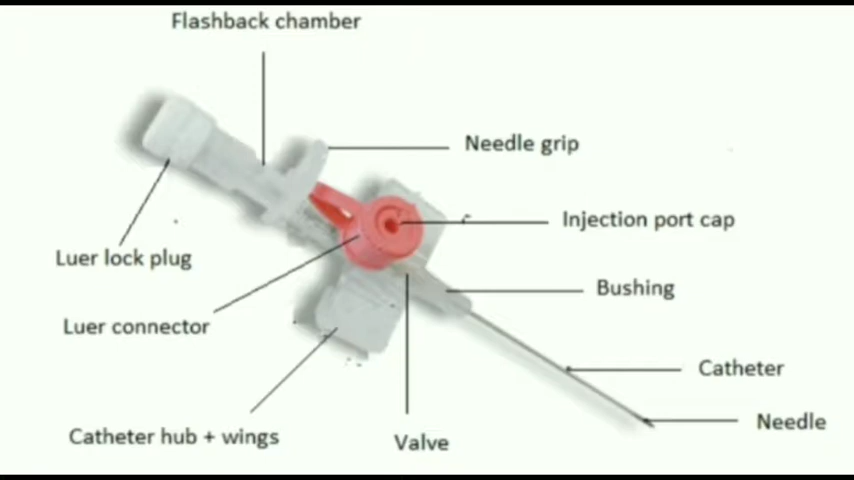 Flashback chamber
Needle grip
Injection port cap
Luer lock plug
Bushing
Luer connector
Catheter
Needle
Catheter hub + wings
Valve